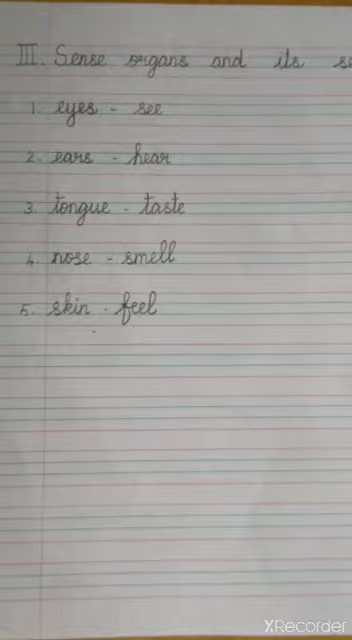 III. Sense organs and its
1. eyes - see
2. ears - hear
3. tongue - taste
4. nose - smell
5. skin - feel
XRecorder